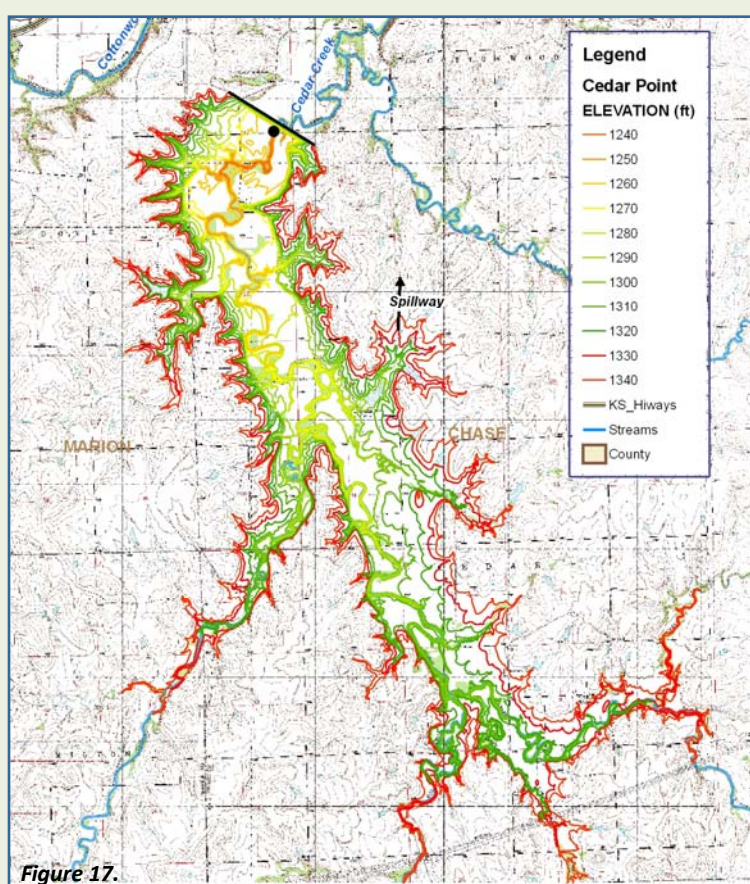 Cottonw
Cedar Creek
Legend
Cedar Point
ELEVATION (ft)
1240
1250
1260
1270
1280
1290
1300
1310
1320
1330
1340
KS_Hiways
Streams
County
Spillway
MARION
CHASE
Figure 17.